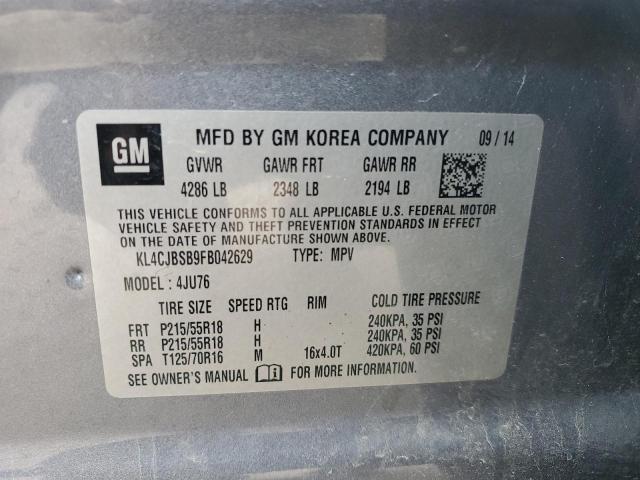 GM MFD BY GM KOREA COMPANY 09/14
GVWR GAWR FRT GAWR RR
4286 LB 2348 LB 2194 LB
THIS VEHICLE CONFORMS TO ALL APPLICABLE U.S. FEDERAL MOTOR
VEHICLE SAFETY AND THEFT PREVENTION STANDARDS IN EFFECT
ON THE DATE OF MANUFACTURE SHOWN ABOVE.
KL4CJBSB9FB042629 TYPE: MPV
MODEL: 4JU76
TIRE SIZE SPEED RTG RIM COLD TIRE PRESSURE
FRT P215/55R18 H 240KPA, 35 PSI
RR P215/55R18 H 240KPA, 35 PSI
SPA T125/70R16 M 16x4.0T 420KPA, 60 PSI
SEE OWNER'S MANUAL FOR MORE INFORMATION.